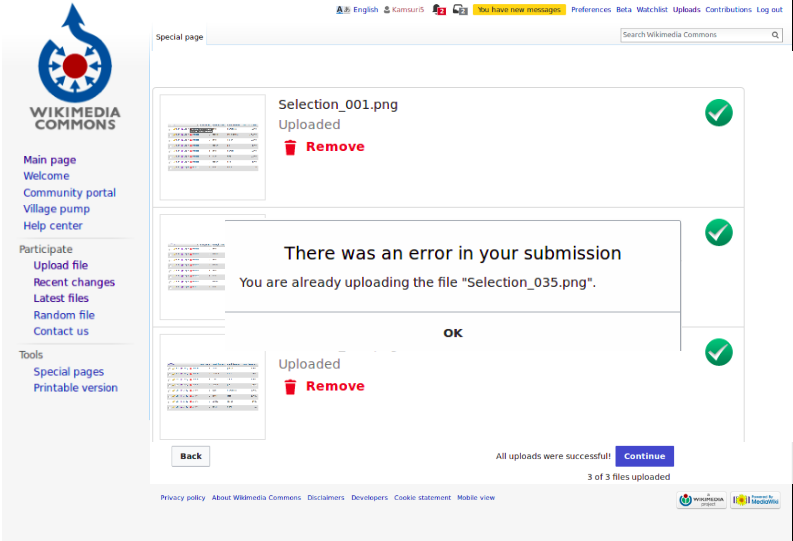 English Kamsuri5 2 2 You have new messages Preferences Beta Watchlist Uploads Contributions Log out
Special page
Search Wikimedia Commons
WIKIMEDIA
COMMONS
Main page
Welcome
Community portal
Village pump
Help center
Participate
Upload file
Recent changes
Latest files
Random file
Contact us
Tools
Special pages
Printable version
Selection_001.png
Uploaded
Remove
There was an error in your submission
You are already uploading the file "Selection_035.png".
OK
Uploaded
Remove
Back
All uploads were successful!
Continue
3 of 3 files uploaded
Privacy policy About Wikimedia Commons Disclaimers Developers Cookie statement Mobile view
A
WIKIMEDIA
project
Powered By
MediaWiki